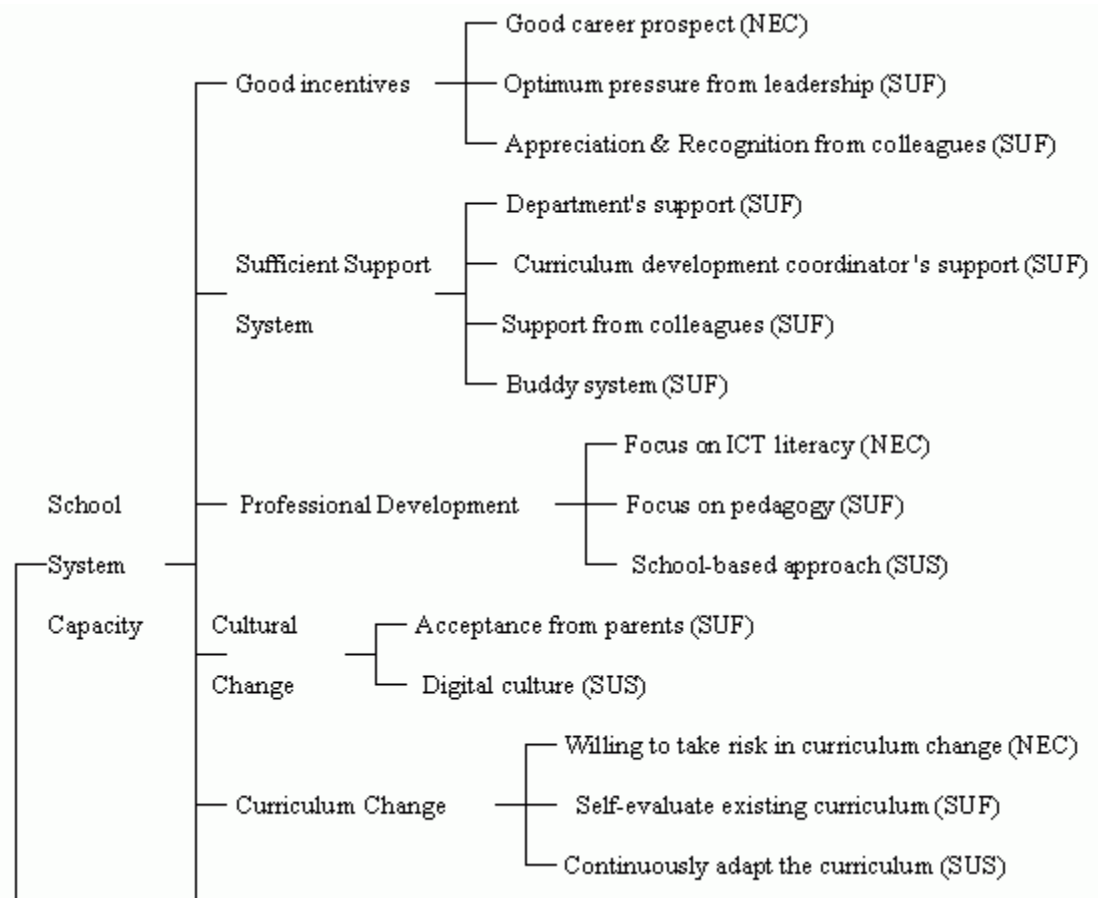 Good career prospect (NEC)
Good incentives
Optimum pressure from leadership (SUF)
Appreciation & Recognition from colleagues (SUF)
Department's support (SUF)
Sufficient Support
Curriculum development coordinator's support (SUF)
System
Support from colleagues (SUF)
Buddy system (SUF)
Focus on ICT literacy (NEC)
School
Professional Development
Focus on pedagogy (SUF)
System
School-based approach (SUS)
Capacity
Cultural
Acceptance from parents (SUF)
Change
Digital culture (SUS)
Willing to take risk in curriculum change (NEC)
Curriculum Change
Self-evaluate existing curriculum (SUF)
Continuously adapt the curriculum (SUS)